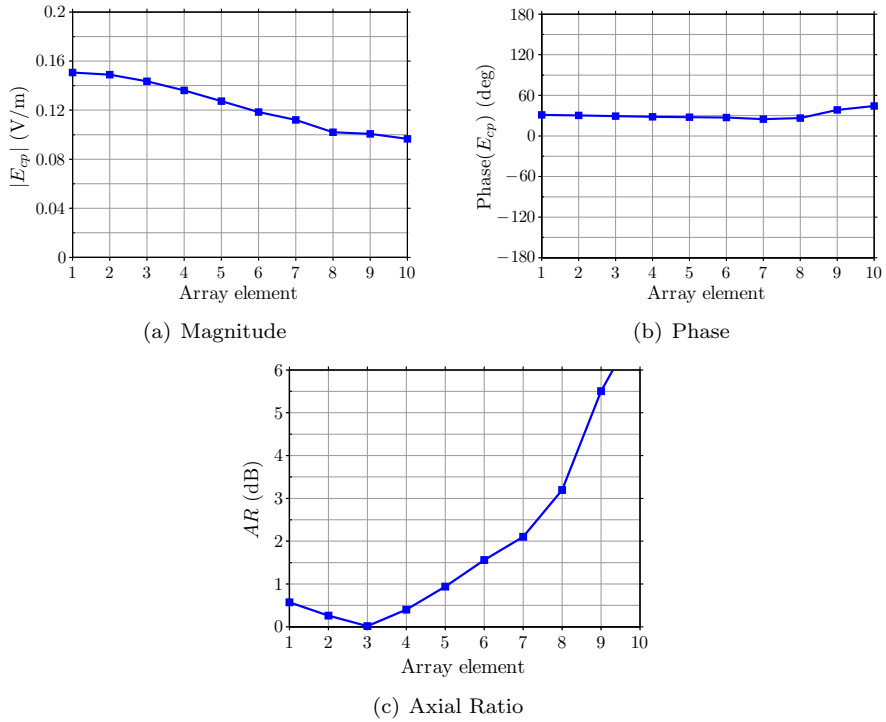 0.2
0.16
0.12
0.08
0.04
0
|E_cp| (V/m)
1 2 3 4 5 6 7 8 9 10
Array element
(a) Magnitude
180
120
60
0
−60
−120
−180
Phase(E_cp) (deg)
1 2 3 4 5 6 7 8 9 10
Array element
(b) Phase
6
5
4
3
2
1
0
AR (dB)
1 2 3 4 5 6 7 8 9 10
Array element
(c) Axial Ratio